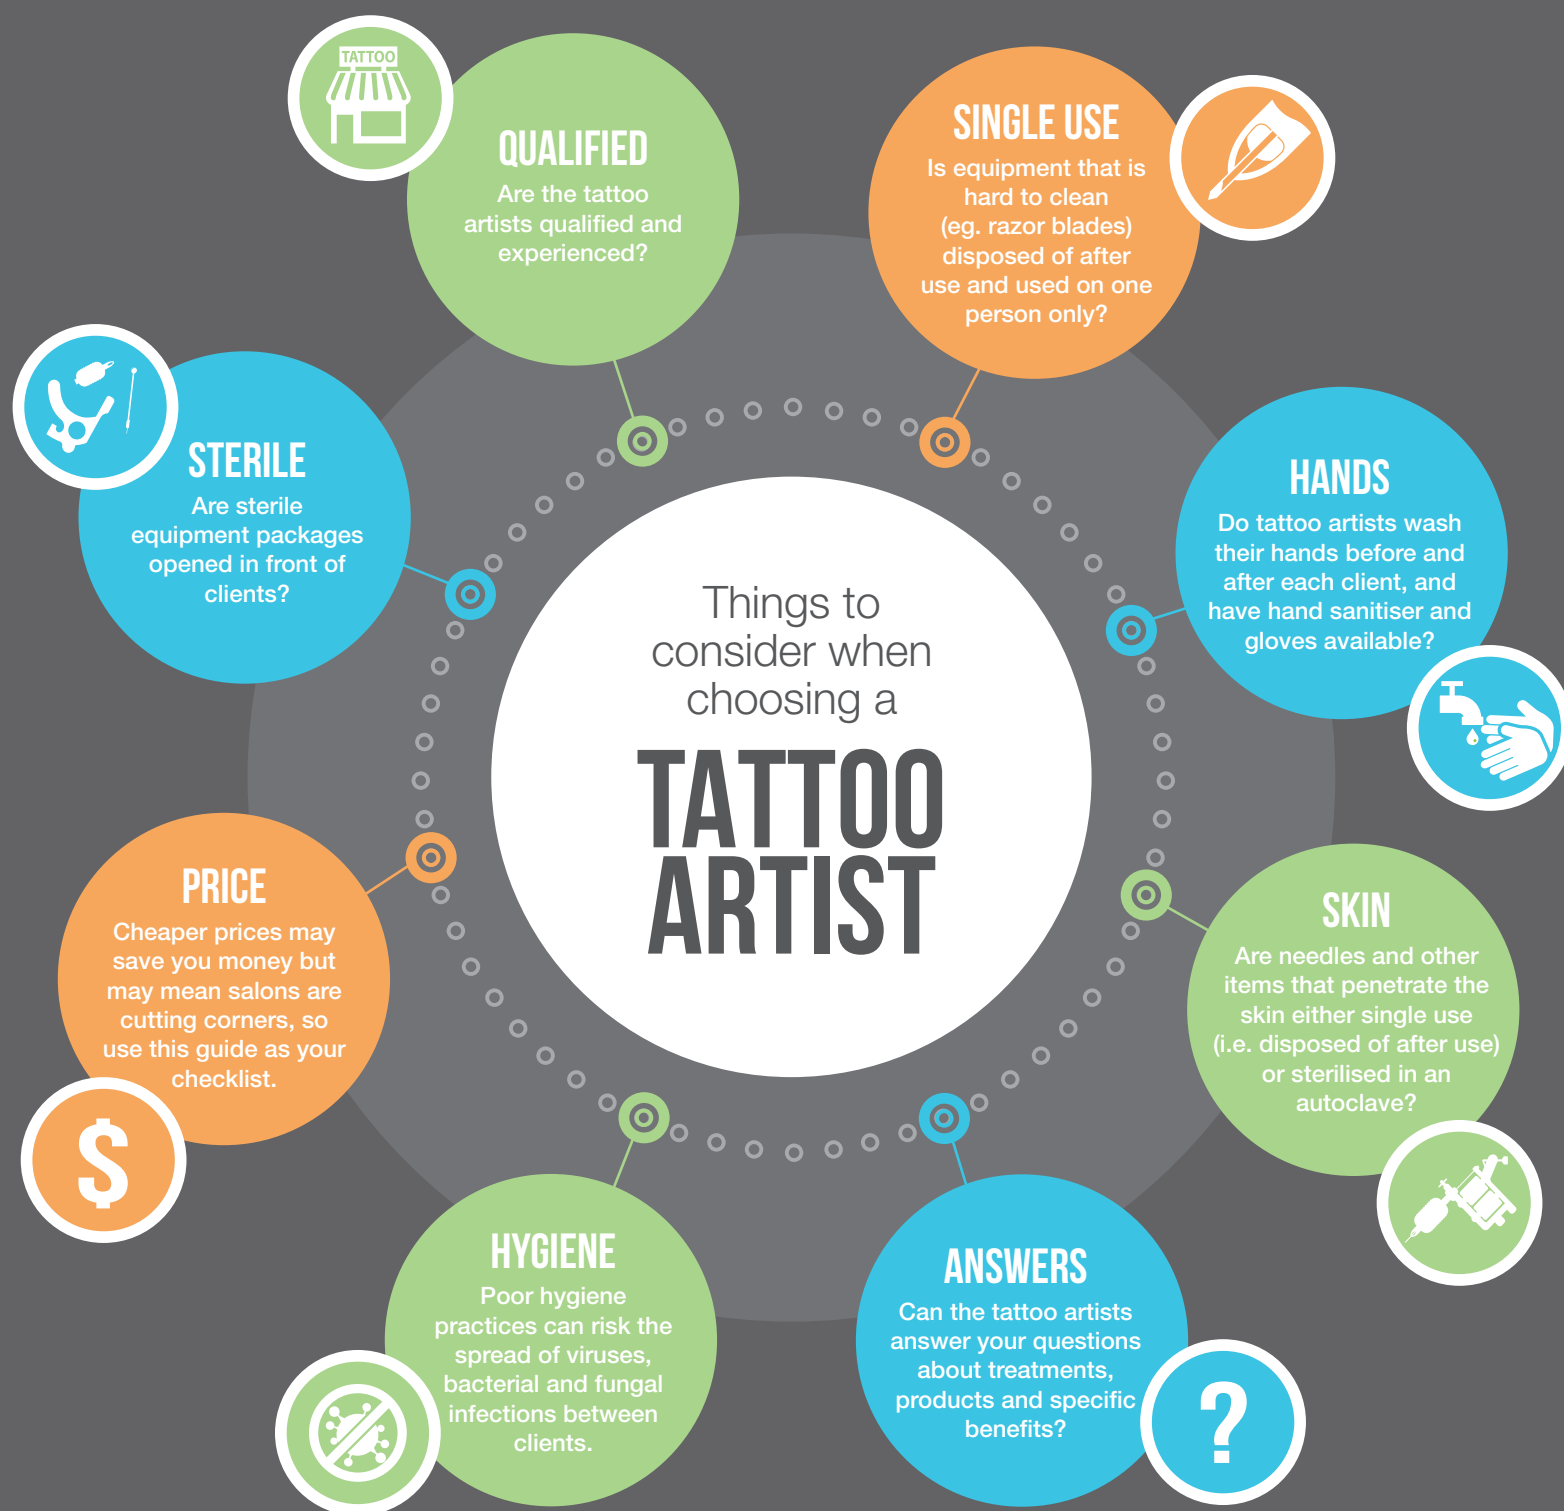 Things to
consider when
choosing a
TATTOO
ARTIST
TATTOO
QUALIFIED
Are the tattoo
artists qualified and
experienced?
SINGLE USE
Is equipment that is
hard to clean
(eg. razor blades)
disposed of after
use and used on one
person only?
HANDS
Do tattoo artists wash
their hands before and
after each client, and
have hand sanitiser and
gloves available?
SKIN
Are needles and other
items that penetrate the
skin either single use
(i.e. disposed of after use)
or sterilised in an
autoclave?
ANSWERS
Can the tattoo artists
answer your questions
about treatments,
products and specific
benefits?
?
HYGIENE
Poor hygiene
practices can risk the
spread of viruses,
bacterial and fungal
infections between
clients.
PRICE
Cheaper prices may
save you money but
may mean salons are
cutting corners, so
use this guide as your
checklist.
$
STERILE
Are sterile
equipment packages
opened in front of
clients?